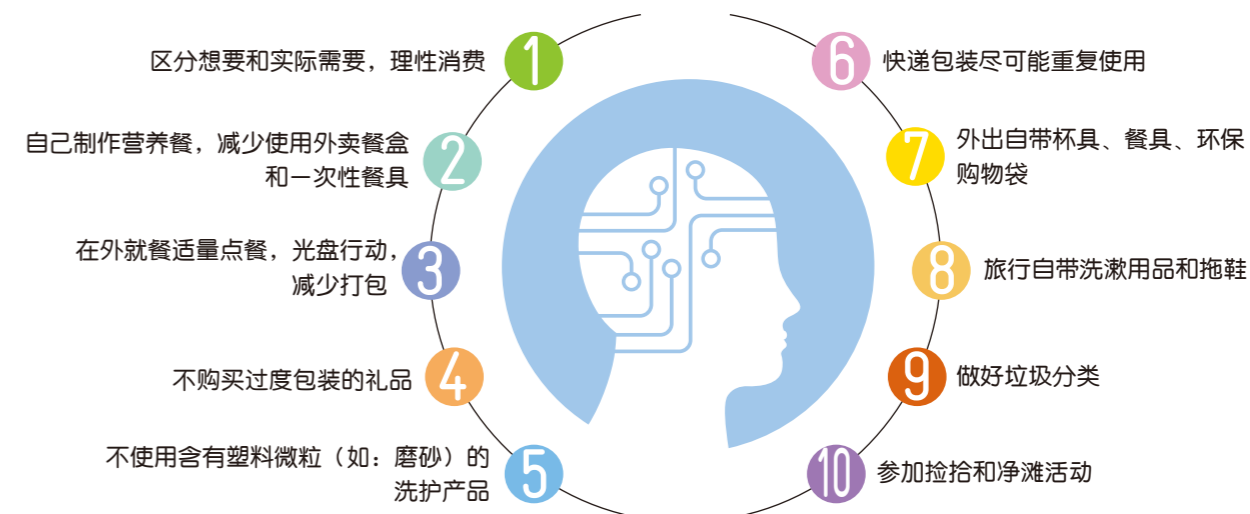 1
区分想要和实际需要，理性消费
2
自己制作营养餐，减少使用外卖餐盒
和一次性餐具
3
在外就餐适量点餐，光盘行动，
减少打包
4
不购买过度包装的礼品
5
不使用含有塑料微粒（如：磨砂）的
洗护产品
6
快递包装尽可能重复使用
7
外出自带杯具、餐具、环保
购物袋
8
旅行自带洗漱用品和拖鞋
9
做好垃圾分类
10
参加捡拾和净滩活动